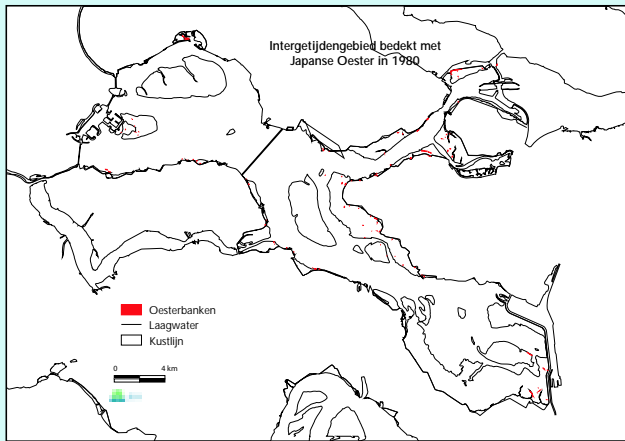 Intergetijdengebied bedekt met
Japanse Oester in 1980
Oesterbanken
Laagwater
Kustlijn
0 4 km